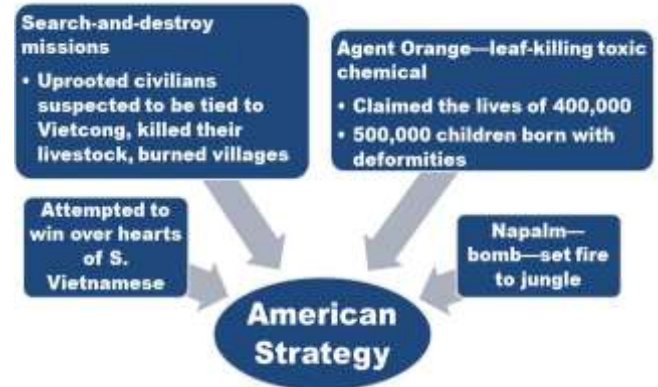 Search-and-destroy
missions
• Uprooted civilians
suspected to be tied to
Vietcong, killed their
livestock, burned villages
Agent Orange—leaf-killing toxic
chemical
• Claimed the lives of 400,000
• 500,000 children born with
deformities
Attempted to
win over hearts
of S.
Vietnamese
Napalm—
bomb—set fire
to jungle
American
Strategy